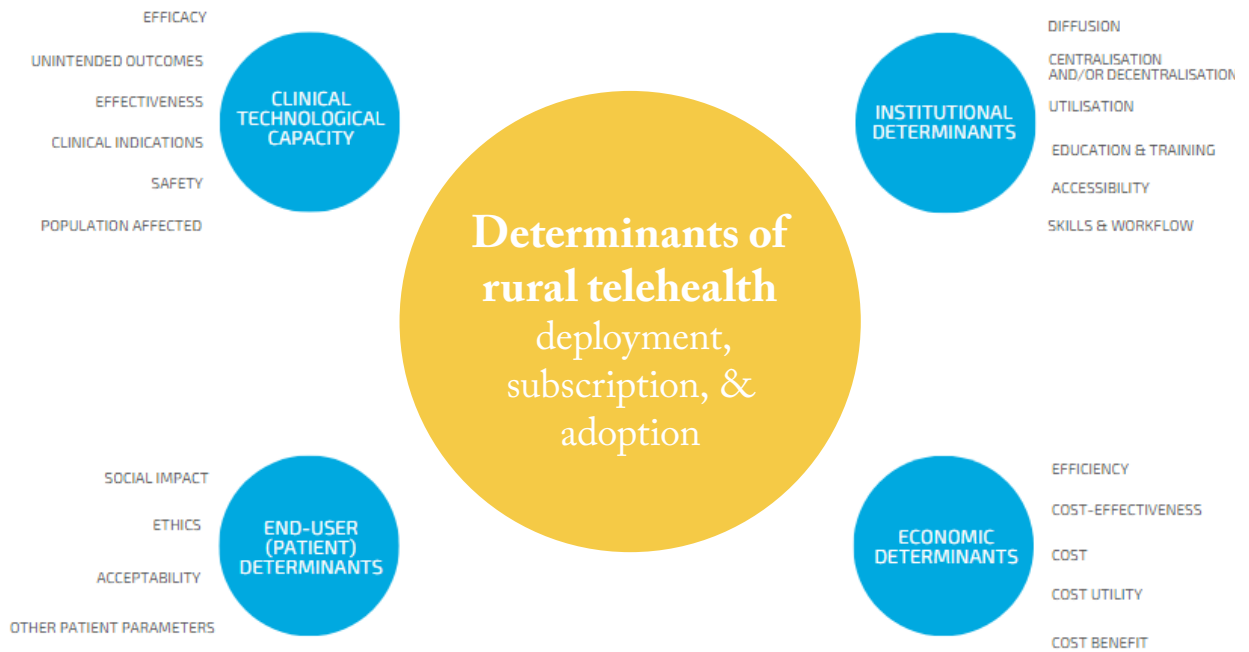 EFFICACY
UNINTENDED OUTCOMES
EFFECTIVENESS
CLINICAL INDICATIONS
SAFETY
POPULATION AFFECTED
CLINICAL
TECHNOLOGICAL
CAPACITY
INSTITUTIONAL
DETERMINANTS
DIFFUSION
CENTRALISATION
AND/OR DECENTRALISATION
UTILISATION
EDUCATION & TRAINING
ACCESSIBILITY
SKILLS & WORKFLOW
Determinants of
rural telehealth
deployment,
subscription, &
adoption
SOCIAL IMPACT
ETHICS
ACCEPTABILITY
OTHER PATIENT PARAMETERS
END-USER
(PATIENT)
DETERMINANTS
ECONOMIC
DETERMINANTS
EFFICIENCY
COST-EFFECTIVENESS
COST
COST UTILITY
COST BENEFIT